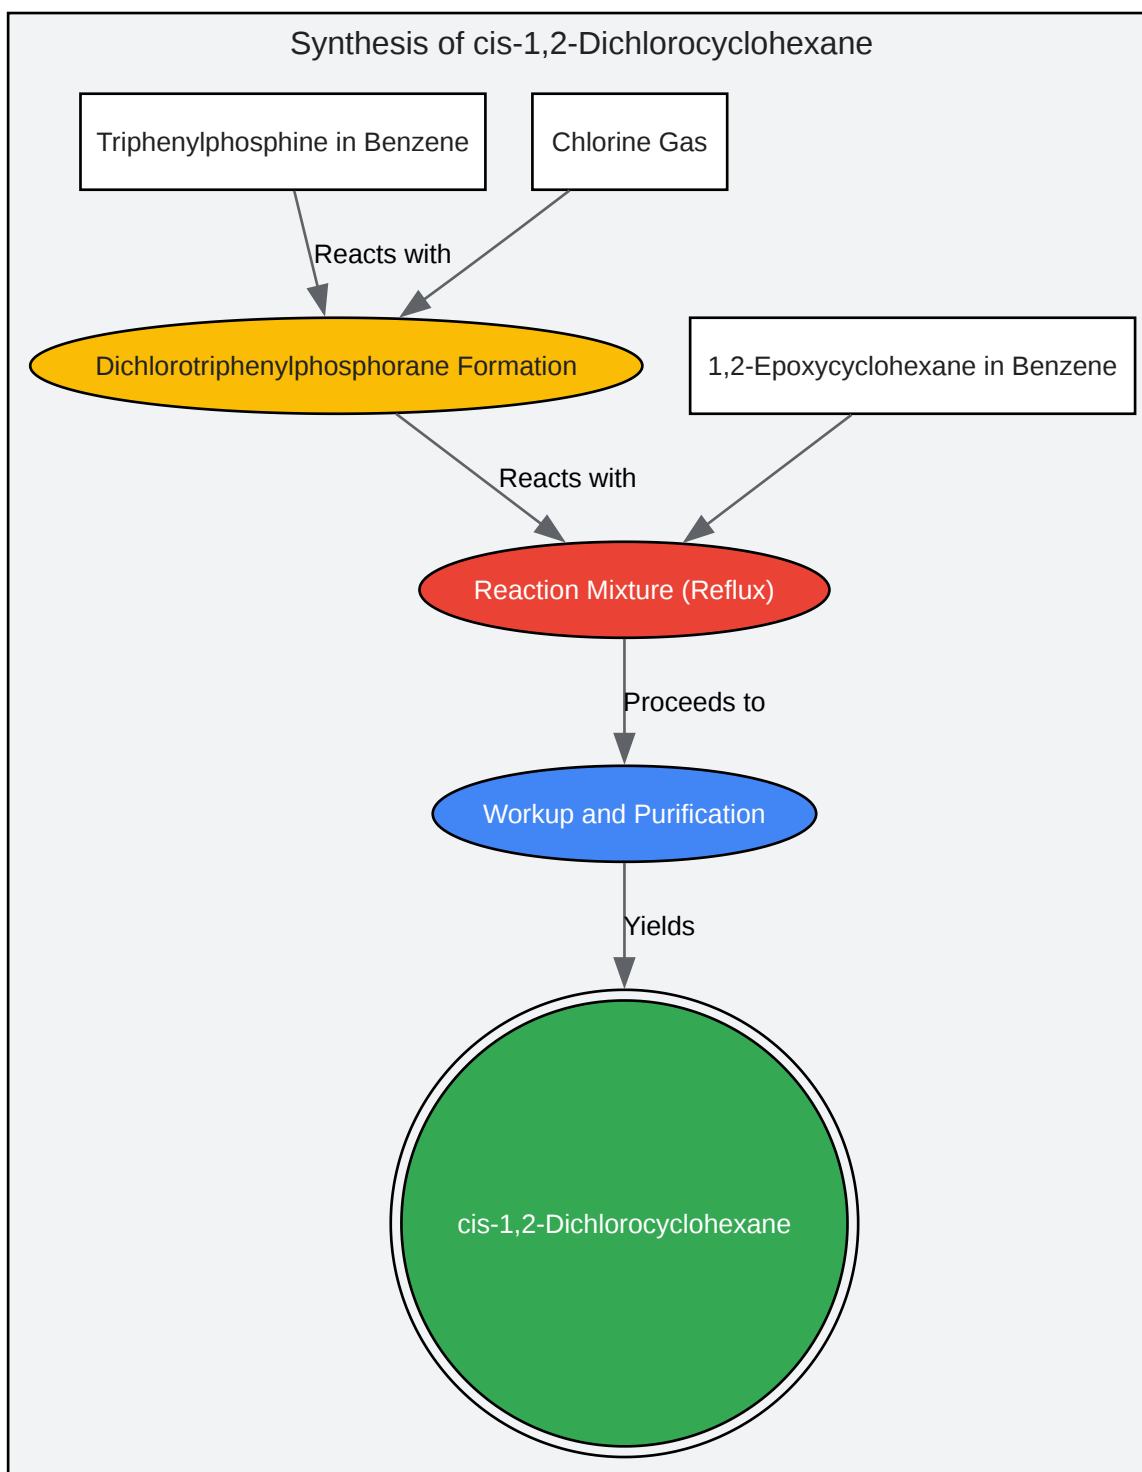 Synthesis of cis-1,2-Dichlorocyclohexane
Triphenylphosphine in Benzene
Chlorine Gas
Reacts with
Dichlorotriphenylphosphorane Formation
1,2-Epoxycyclohexane in Benzene
Reacts with
Reaction Mixture (Reflux)
Proceeds to
Workup and Purification
Yields
cis-1,2-Dichlorocyclohexane